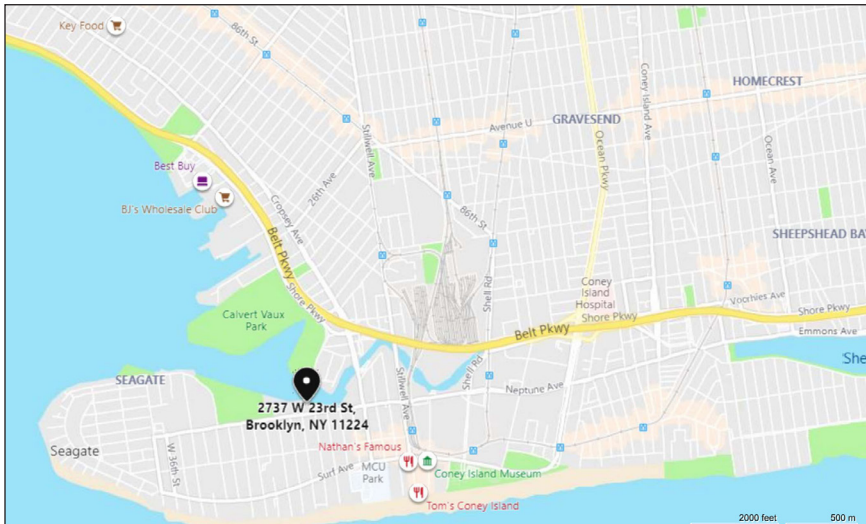 Key Food
86th St
HOMECREST
Coney Island Ave
GRAVESEND
Avenue U
Stillwell Ave
Ocean Pkwy
Ocean Ave
Best Buy
26th Ave
BJ's Wholesale Club
Cropsey Ave
86th St
SHEEPSHEAD BAY
Belt Pkwy
Shell Rd
Coney
Island
Hospital
Shore Pkwy
Calvert Vaux
Park
Voorhies Ave
Shore Pkwy
Shore Pkwy
Belt Pkwy
Emmons Ave
She
Shell Rd
SEAGATE
Neptune Ave
2737 W 23rd St,
Brooklyn, NY 11224
Stillwell Ave
Seagate
W 36th St
Nathan's Famous
Surf Ave
MCU
Park
Coney Island Museum
Tom's Coney Island
2000 feet
500 m